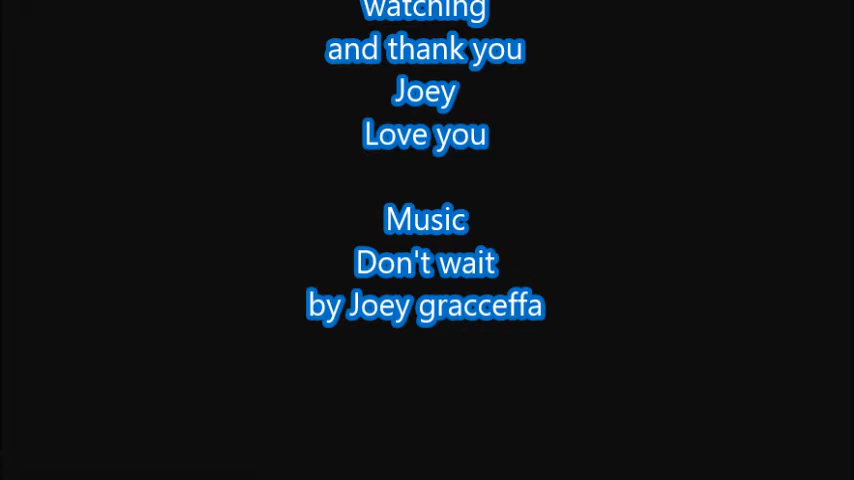 watching
and thank you
Joey
Love you
Music
Don't wait
by Joey gracceffa